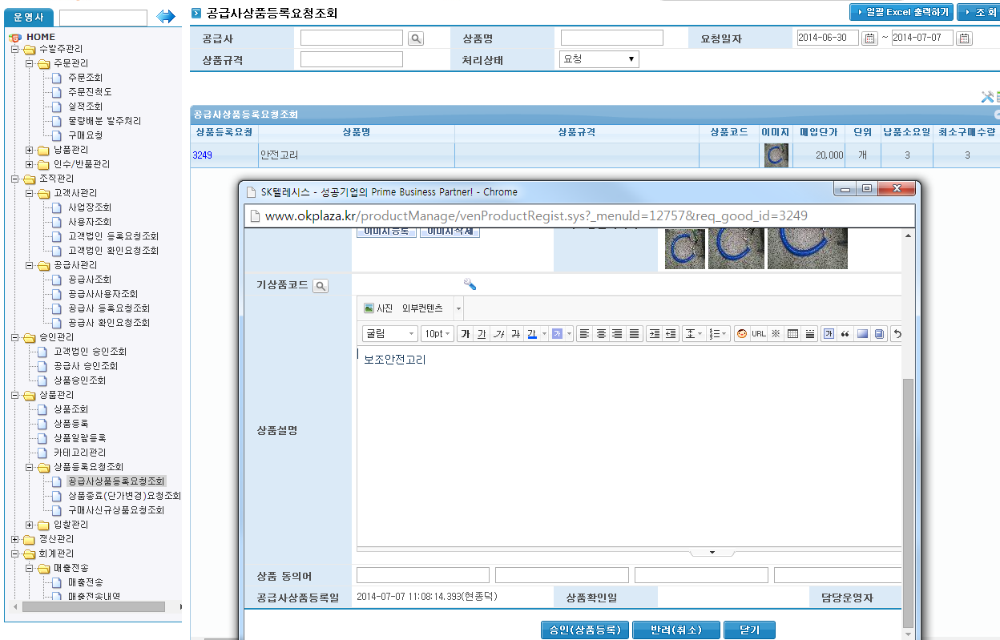 운영사
HOME
수발주관리
주문관리
주문조회
주문진척도
실적조회
물량배분 발주처리
구매요청
납품관리
인수/반품관리
조직관리
고객사관리
사업장조회
사용자조회
고객법인 등록요청조회
고객법인 확인요청조회
공급사관리
공급사조회
공급사사용자조회
공급사 등록요청조회
공급사 확인요청조회
승인관리
고객법인 승인조회
공급사 승인조회
상품승인조회
상품관리
상품조회
상품등록
상품일괄등록
카테고리관리
상품등록요청조회
공급사상품등록요청조회
상품종료(단가변경)요청조회
구매사신규상품요청조회
입찰관리
정산관리
회계관리
매출전송
매출전송
매출전송내역
공급사상품등록요청조회
일괄 Excel 출력하기 조회
공급사 상품명 요청일자 2014-06-30 ~ 2014-07-07
상품규격 처리상태 요청
공급사상품등록요청조회
상품등록요청 상품명 상품규격 상품코드 이미지 매입단가 단위 납품소요일 최소구매수량
3249 안전고리 20,000 개 3 3
SK텔레시스 - 성공기업의 Prime Business Partner! - Chrome
www.okplaza.kr/productManage/venProductRegist.sys?_menuId=12757&req_good_id=3249
이미지등록 이미지삭제
기상품코드
사진 외부컨텐츠
굴림 10pt 가 가 가 가 가 가 URL ※ 가
보조안전고리
상품설명
상품 동의어
공급사상품등록일 2014-07-07 11:08:14.393(현종덕) 상품확인일 담당운영자
승인(상품등록) 반려(취소) 닫기